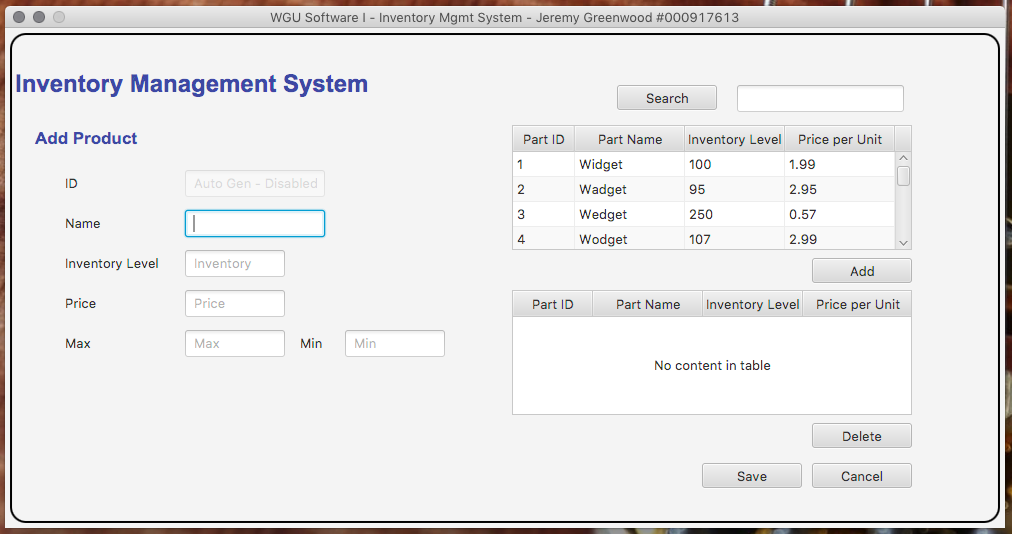 WGU Software I - Inventory Mgmt System - Jeremy Greenwood #000917613
Inventory Management System
Search
Add Product
Part ID Part Name Inventory Level Price per Unit
1 Widget 100 1.99
2 Wadget 95 2.95
3 Wedget 250 0.57
4 Wodget 107 2.99
ID Auto Gen - Disabled
Name
Inventory Level Inventory
Price Price
Max Max Min Min
Add
Part ID Part Name Inventory Level Price per Unit
No content in table
Delete
Save Cancel